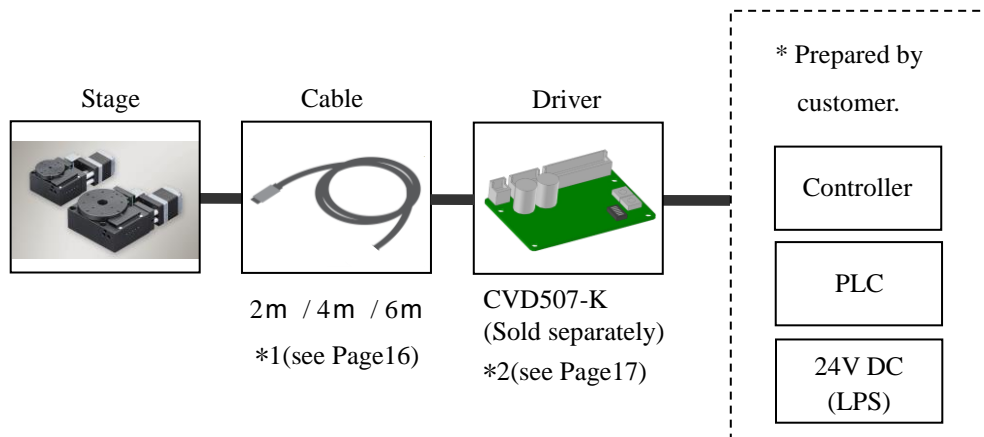 Stage
Cable
Driver
2m / 4m / 6m
*1(see Page16)
CVD507-K
(Sold separately)
*2(see Page17)
* Prepared by
customer.
Controller
PLC
24V DC
(LPS)